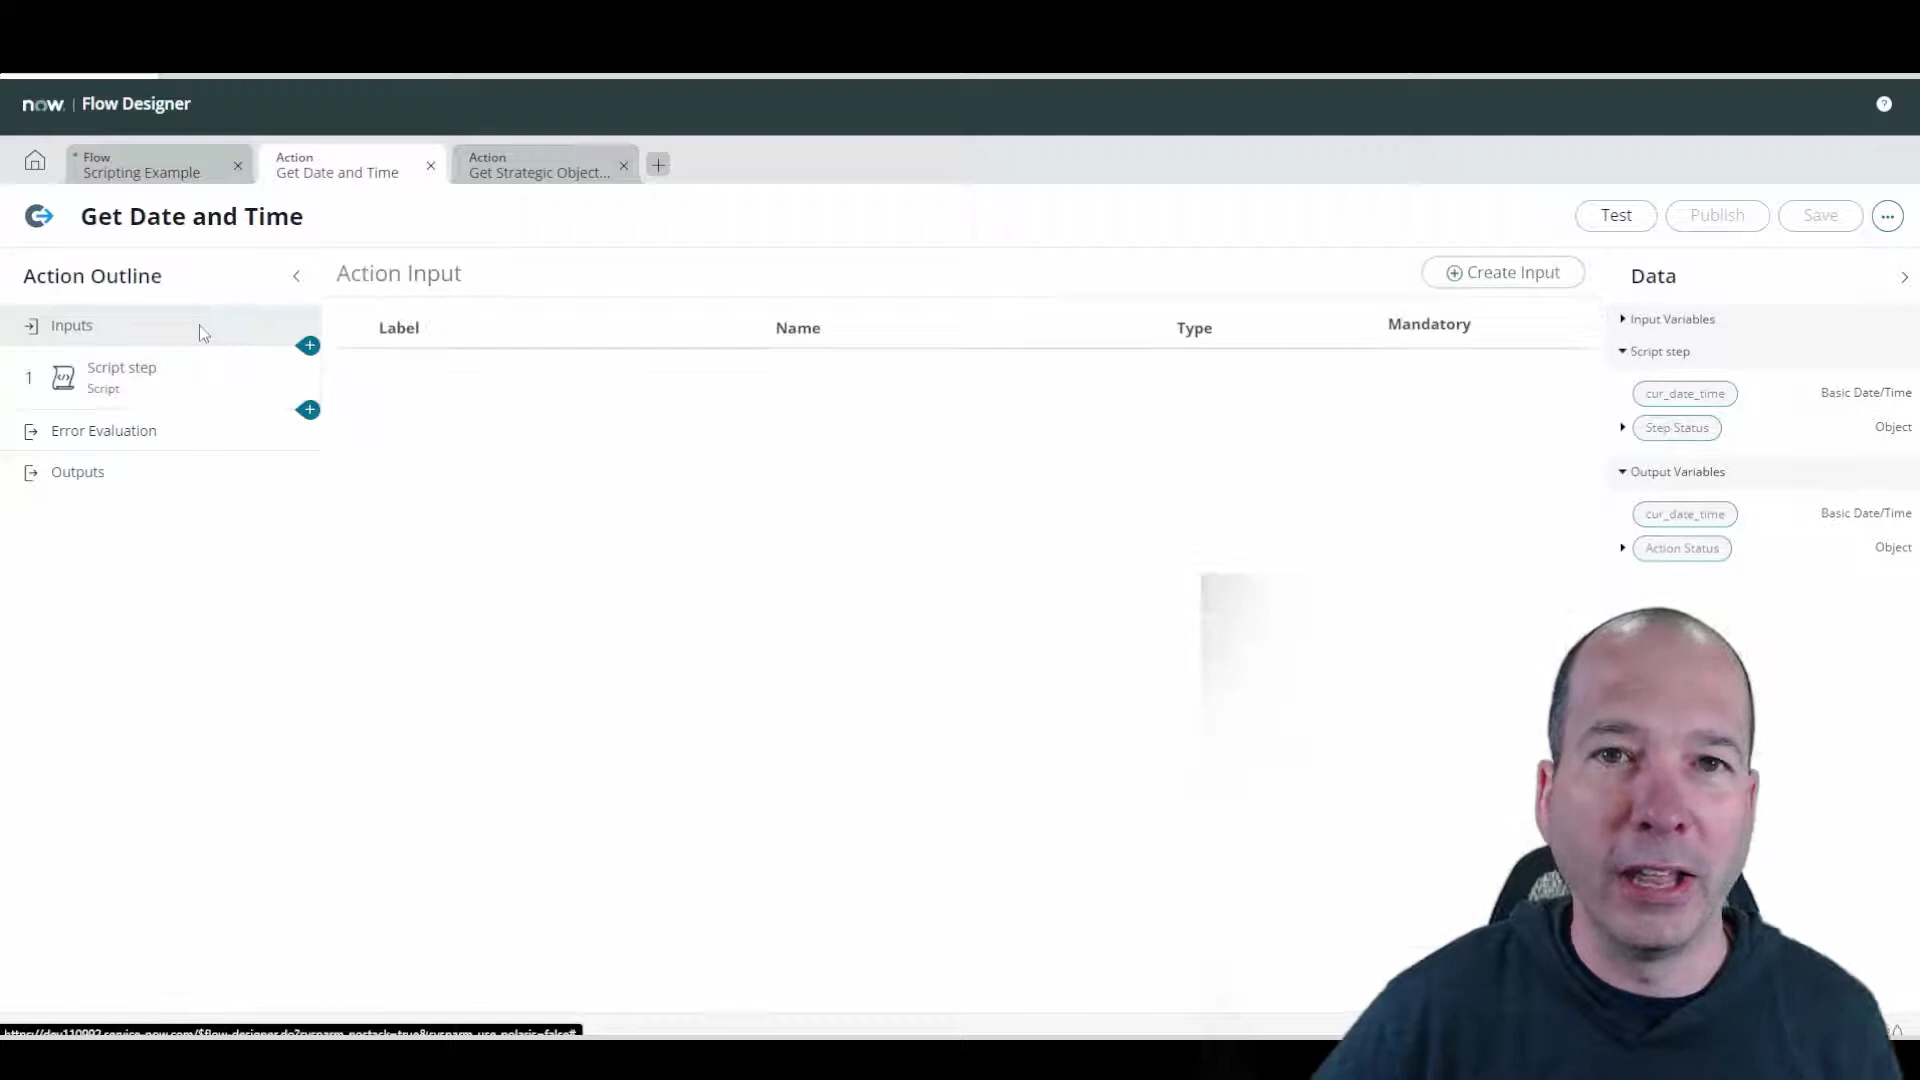 now. | Flow Designer
?
* Flow
Scripting Example
Action
Get Date and Time
Action
Get Strategic Object...
Get Date and Time
Test
Publish
Save
Action Outline
Action Input
Create Input
Data
Inputs
Label
Name
Type
Mandatory
Input Variables
Script step
1
Script step
Script
cur_date_time
Basic Date/Time
Step Status
Object
Error Evaluation
Outputs
Output Variables
cur_date_time
Basic Date/Time
Action Status
Object